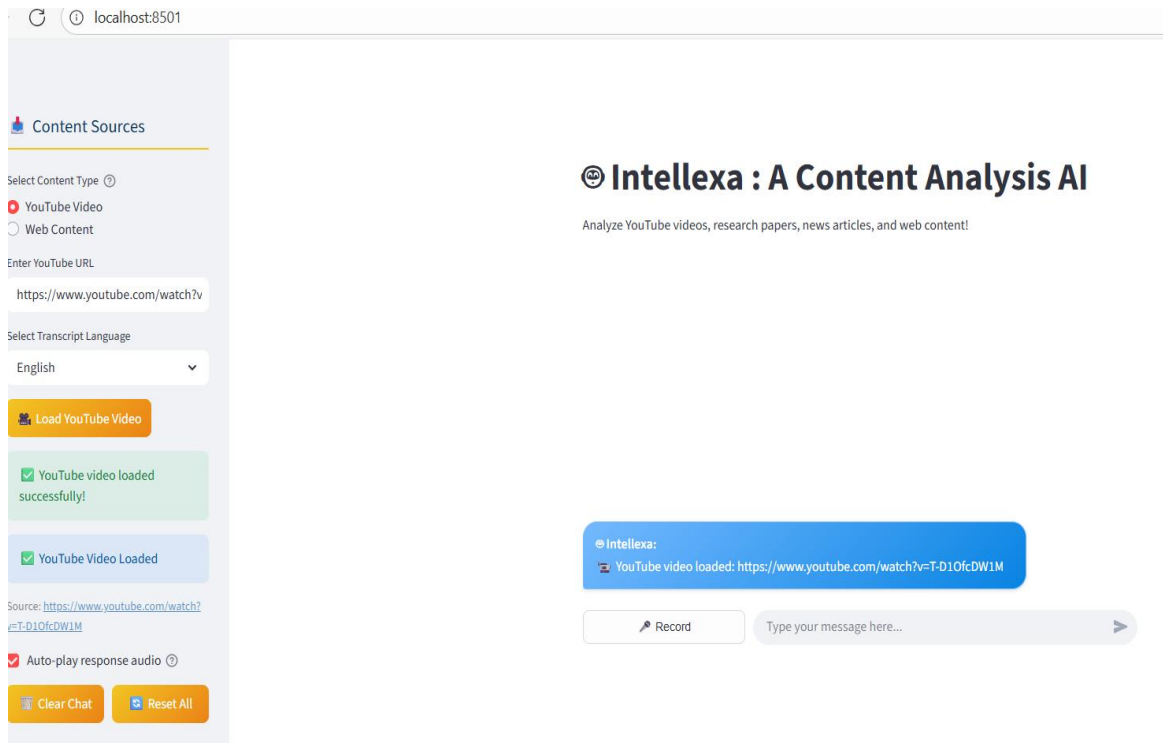 localhost:8501
Content Sources
Select Content Type
YouTube Video
Web Content
Enter YouTube URL
https://www.youtube.com/watch?v
Select Transcript Language
English
Load YouTube Video
YouTube video loaded
successfully!
YouTube Video Loaded
Source: https://www.youtube.com/watch?
v=T-D1OfcDW1M
Auto-play response audio
Clear Chat
Reset All
Intellexa : A Content Analysis AI
Analyze YouTube videos, research papers, news articles, and web content!
Intellexa:
YouTube video loaded: https://www.youtube.com/watch?v=T-D1OfcDW1M
Record
Type your message here...